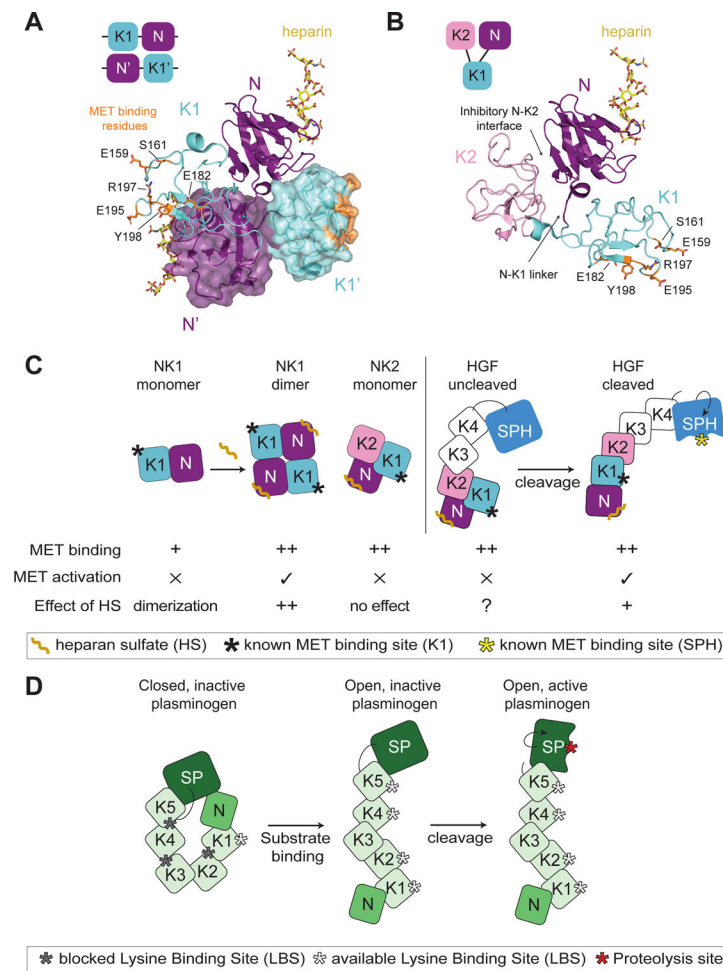 A
K1 N
N' K1'
heparin
N
K1
MET binding
residues
S161
E159
E182
R197
E195
Y198
K1'
N'
B
K2 N
K1
heparin
N
Inhibitory N-K2
interface
K2
K1
S161
E159
R197
N-K1 linker
E182
Y198
E195
C
NK1
monomer
NK1
dimer
NK2
monomer
HGF
uncleaved
HGF
cleaved
K1 N
K1 N
N K1
K2
K1
N
K4
SPH
K3
K2
K1
N
cleavage
K4
SPH
K3
K2
K1
N
MET binding + ++ ++ ++ ++
MET activation × ✓ × × ✓
Effect of HS dimerization ++ no effect ? +
heparan sulfate (HS) * known MET binding site (K1) * known MET binding site (SPH)
D
Closed, inactive
plasminogen
Open, inactive
plasminogen
Open, active
plasminogen
SP
K5
N
K4
K1
K3
K2
Substrate
binding
SP
K5
K4
K3
K2
K1
N
cleavage
SP
K5
K4
K3
K2
K1
N
* blocked Lysine Binding Site (LBS) * available Lysine Binding Site (LBS) * Proteolysis site